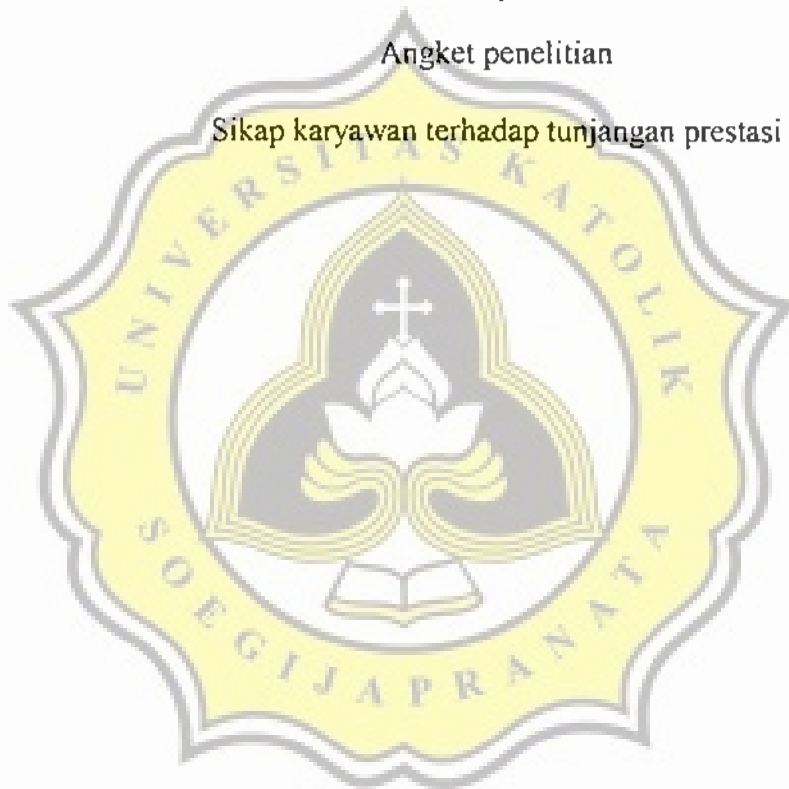 Angket penelitian
Sikap karyawan terhadap tunjangan prestasi
UNIVERSITAS KATOLIK
SOEGIJAPRANATA